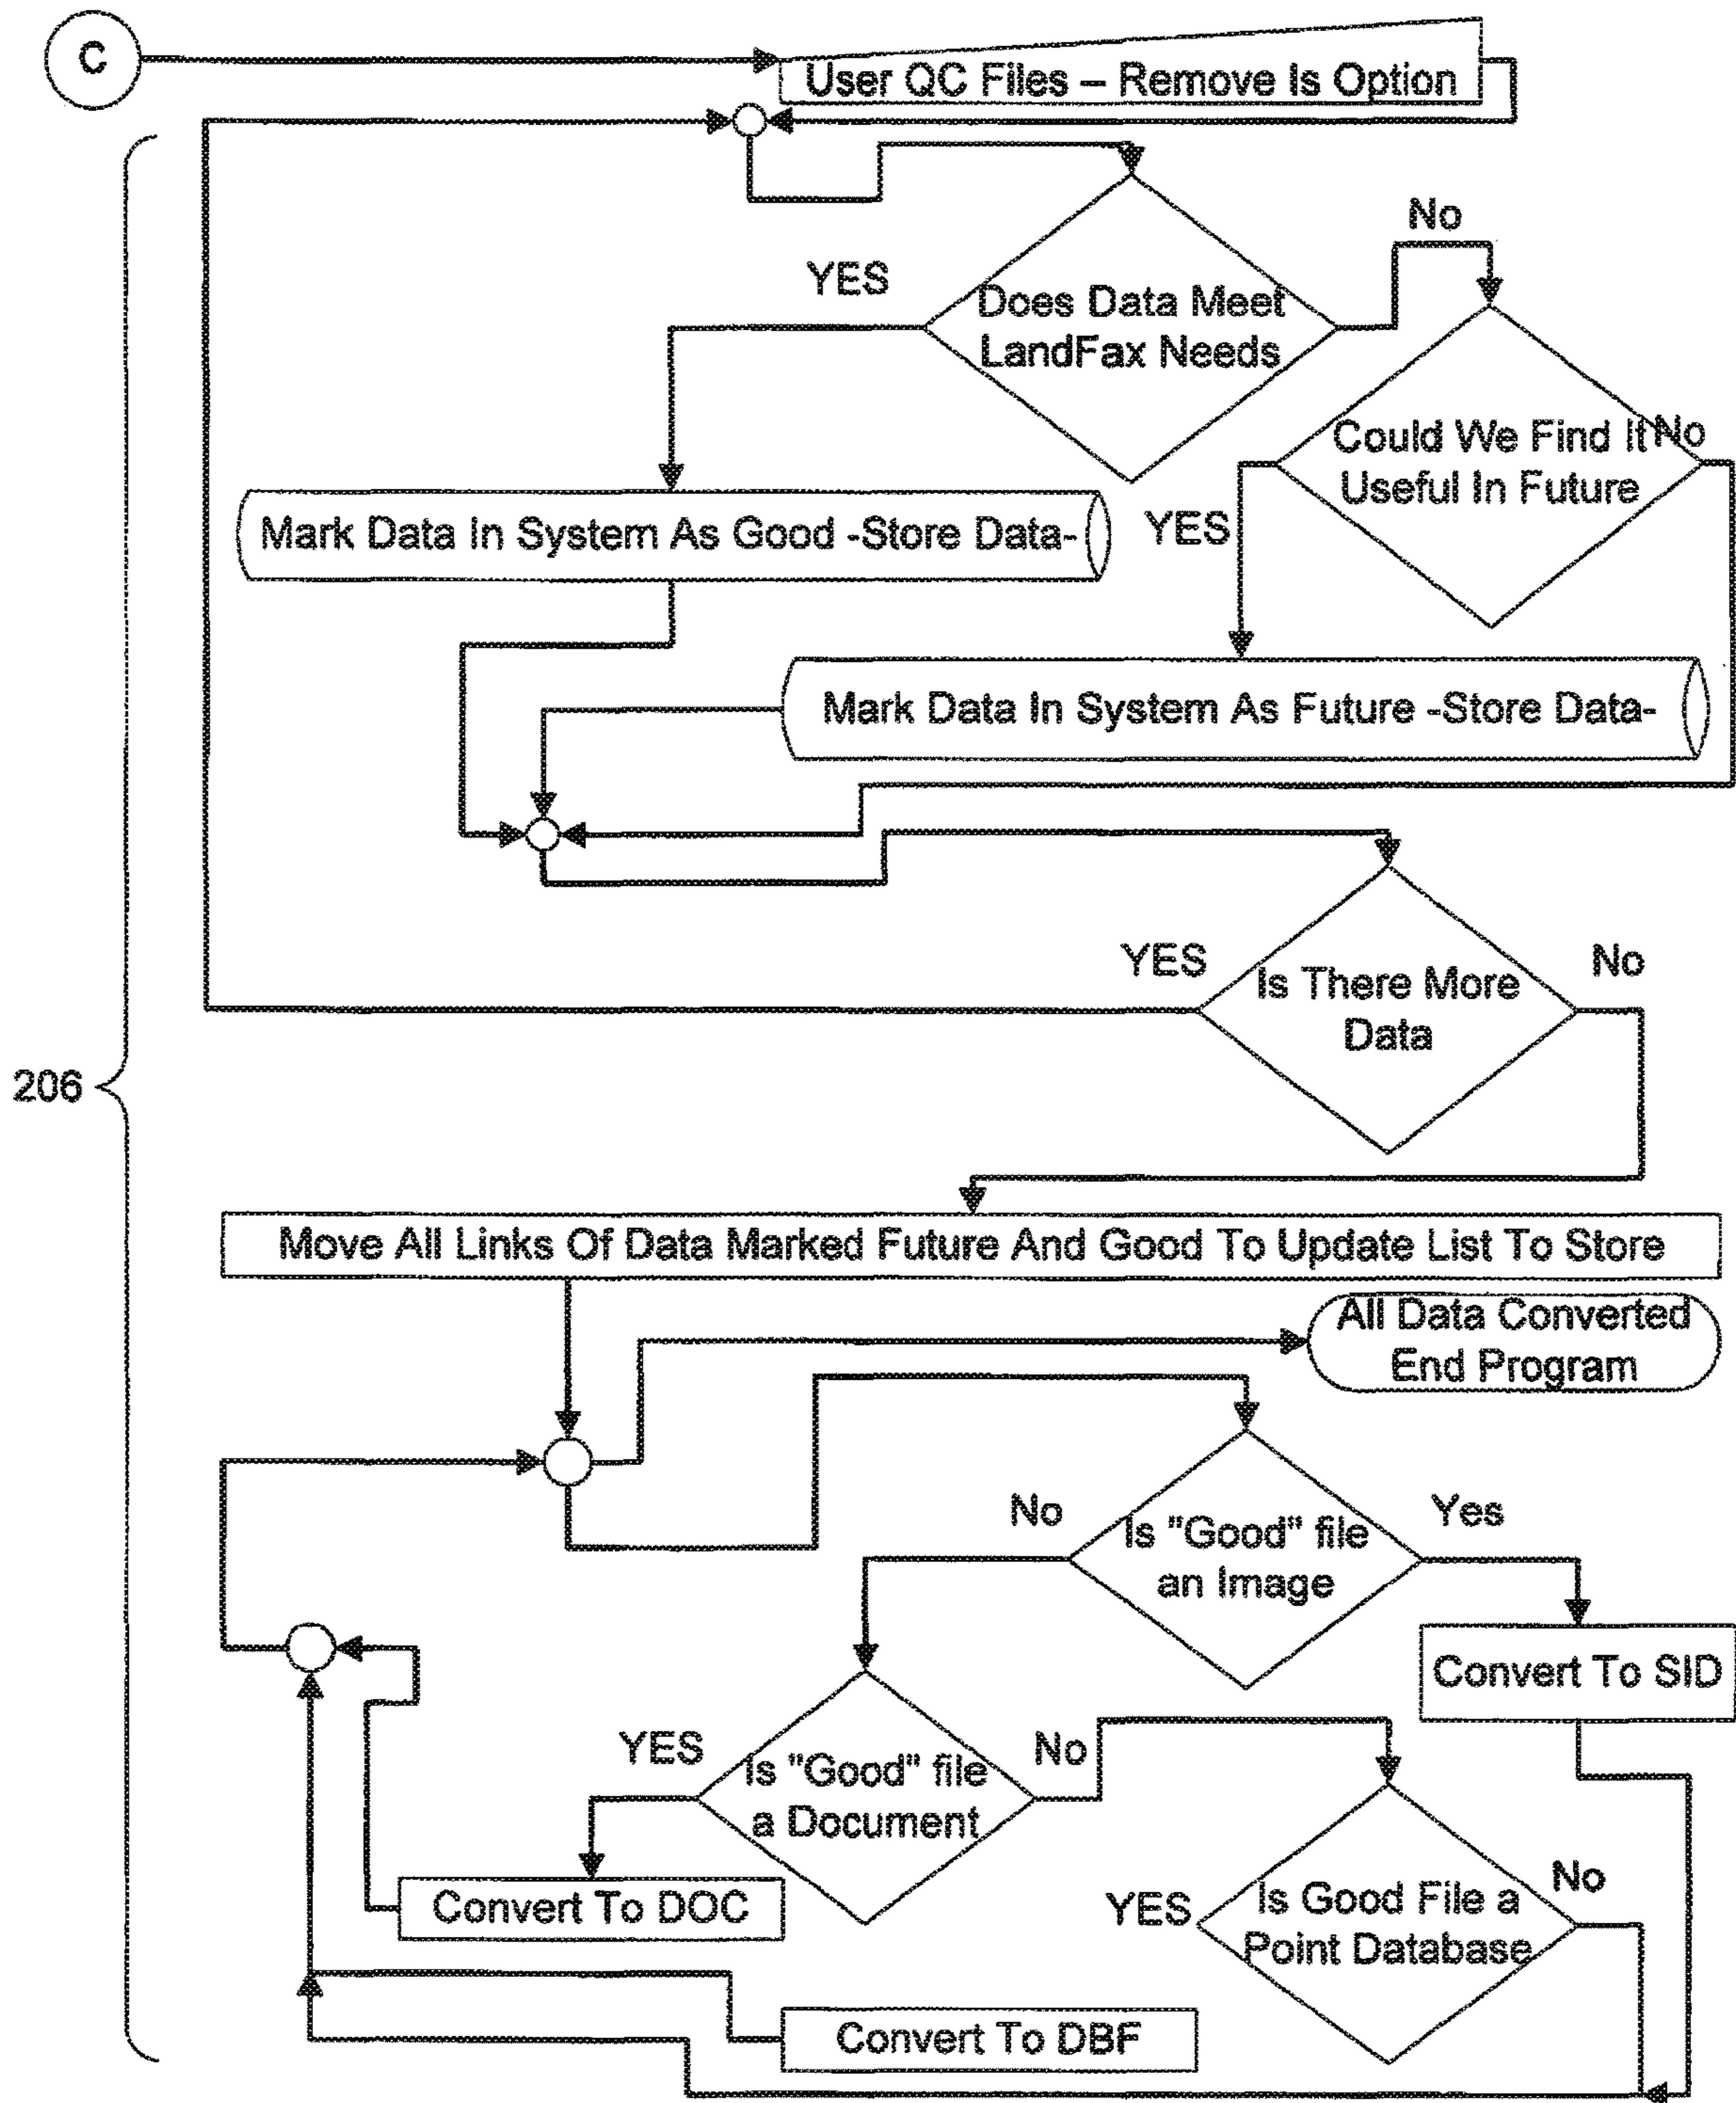 C
User QC Files – Remove Is Option
No
YES
Does Data Meet
LandFax Needs
Could We Find It
No
Useful In Future
Mark Data In System As Good -Store Data-
YES
Mark Data In System As Future -Store Data-
YES
No
Is There More
Data
206
Move All Links Of Data Marked Future And Good To Update List To Store
All Data Converted
End Program
No
Yes
Is "Good" file
an Image
Convert To SID
YES
No
Is "Good" file
a Document
No
YES
Is Good File a
Point Database
Convert To DOC
Convert To DBF